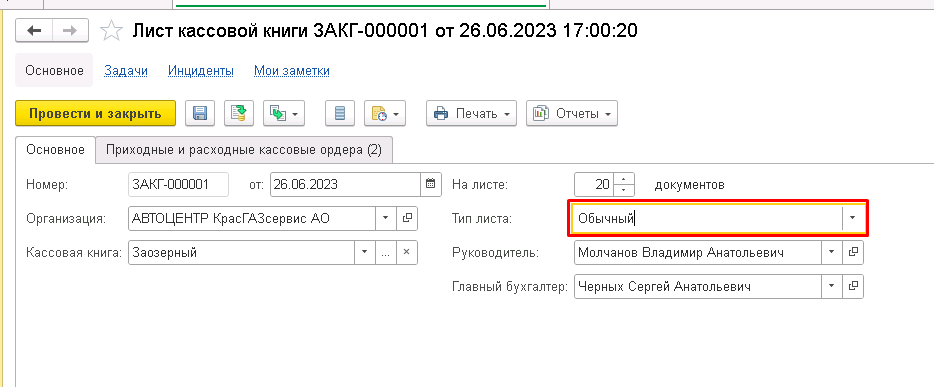 Лист кассовой книги ЗАКГ-000001 от 26.06.2023 17:00:20
Основное Задачи Инциденты Мои заметки
Провести и закрыть Печать Отчеты
Основное Приходные и расходные кассовые ордера (2)
Номер: ЗАКГ-000001 от: 26.06.2023 На листе: 20 документов
Организация: АВТОЦЕНТР КрасГАЗсервис АО Тип листа: Обычный
Кассовая книга: Заозерный ... Руководитель: Молчанов Владимир Анатольевич
Главный бухгалтер: Черных Сергей Анатольевич